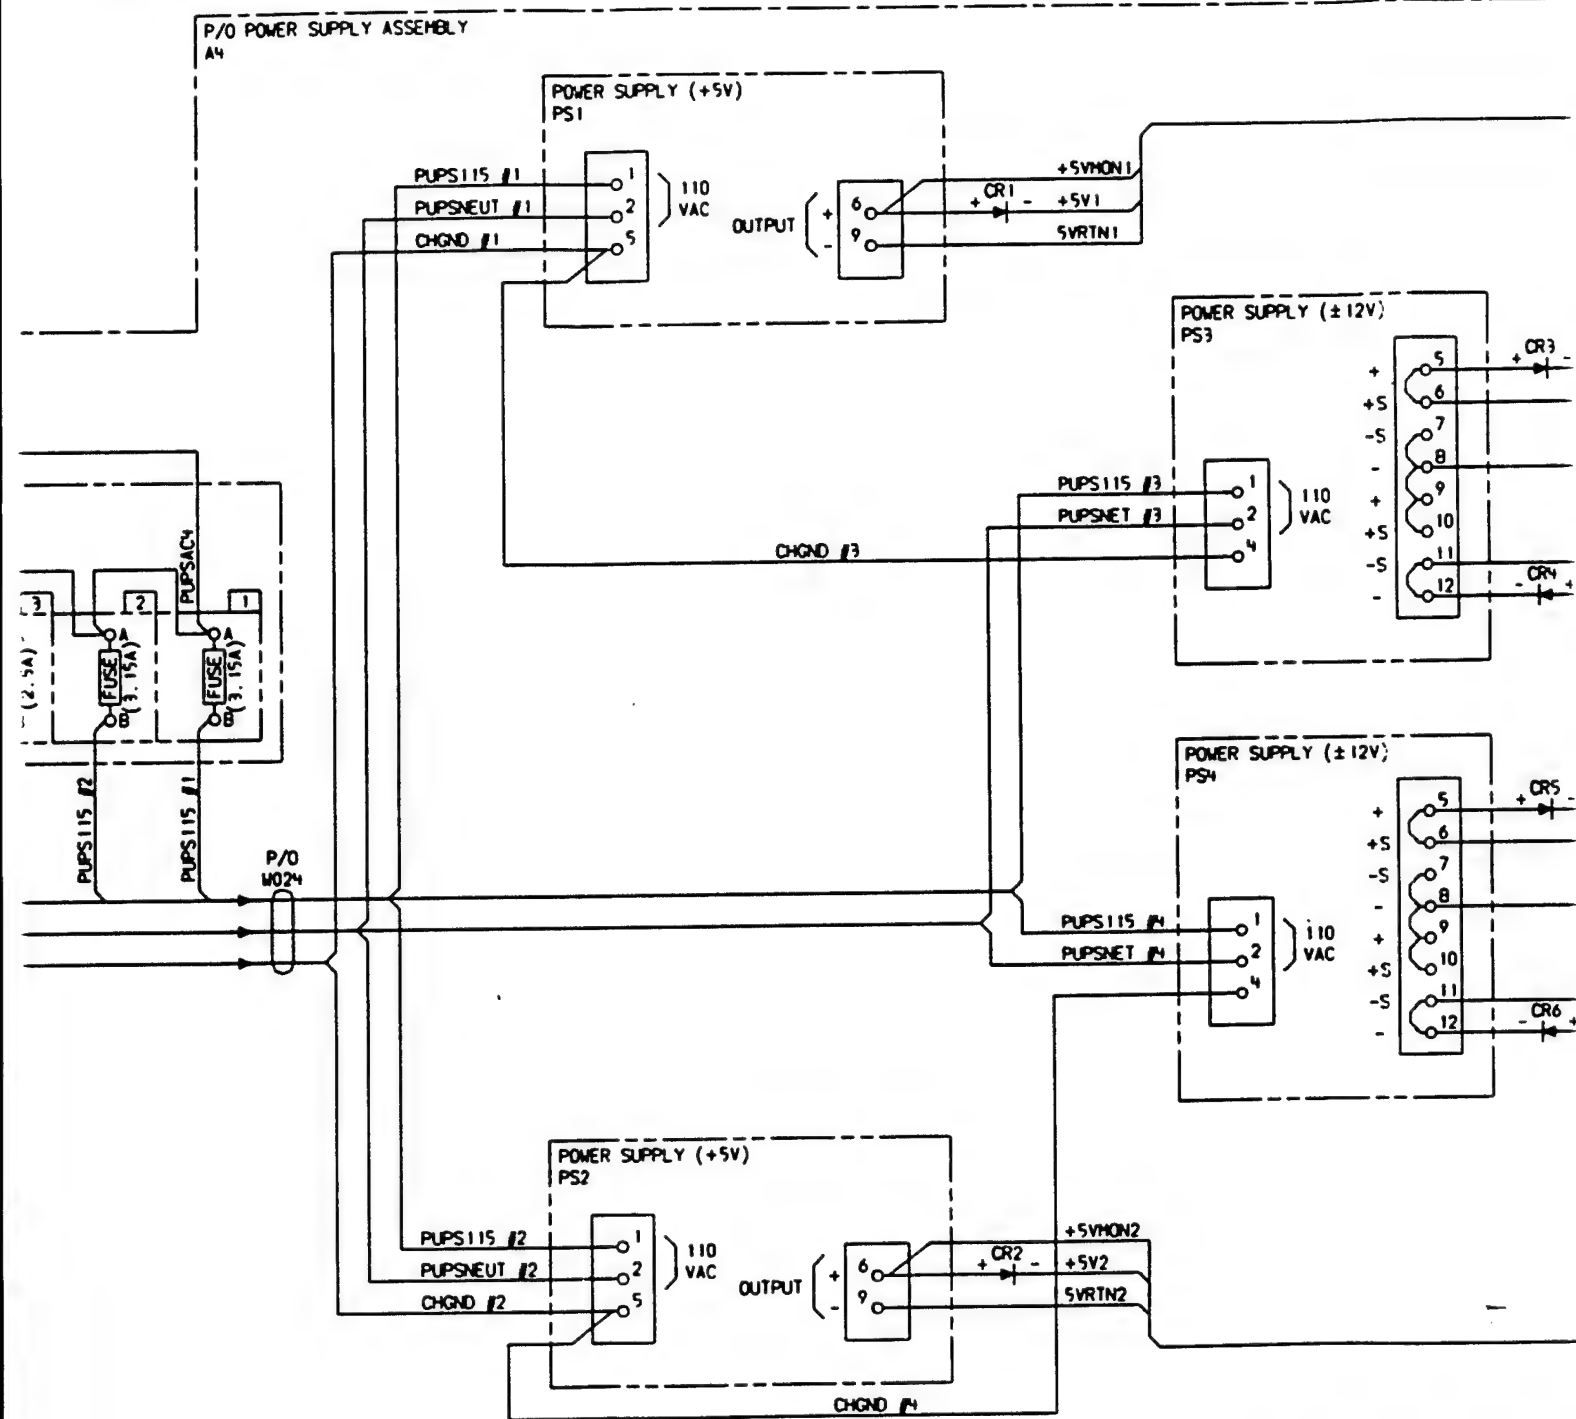 P/O POWER SUPPLY ASSEMBLY
A4
POWER SUPPLY (+5V)
PS1
PUPS115 #1
PUPSNEUT #1
CHGND #1
1
2
5
110
VAC
OUTPUT
+
-
6
9
+5VMON1
+ CR1 -
+5V1
5VRTN1
POWER SUPPLY (±12V)
PS3
PUPS115 #3
PUPSNET #3
CHGND #3
1
2
4
110
VAC
+ 5
+S 6
-S 7
- 8
+ 9
+S 10
-S 11
- 12
+ CR3 -
- CR4 +
PUPSAC4
3
2
1
A
A
FUSE
(3.15A)
FUSE
(3.15A)
(2.5A)
B
B
PUPS115 #2
PUPS115 #1
P/O
W024
POWER SUPPLY (±12V)
PS4
PUPS115 #4
PUPSNET #4
1
2
4
110
VAC
+ 5
+S 6
-S 7
- 8
+ 9
+S 10
-S 11
- 12
+ CR5 -
- CR6 +
POWER SUPPLY (+5V)
PS2
PUPS115 #2
PUPSNEUT #2
CHGND #2
1
2
5
110
VAC
OUTPUT
+
-
6
9
+5VMON2
+ CR2 -
+5V2
5VRTN2
CHGND #4